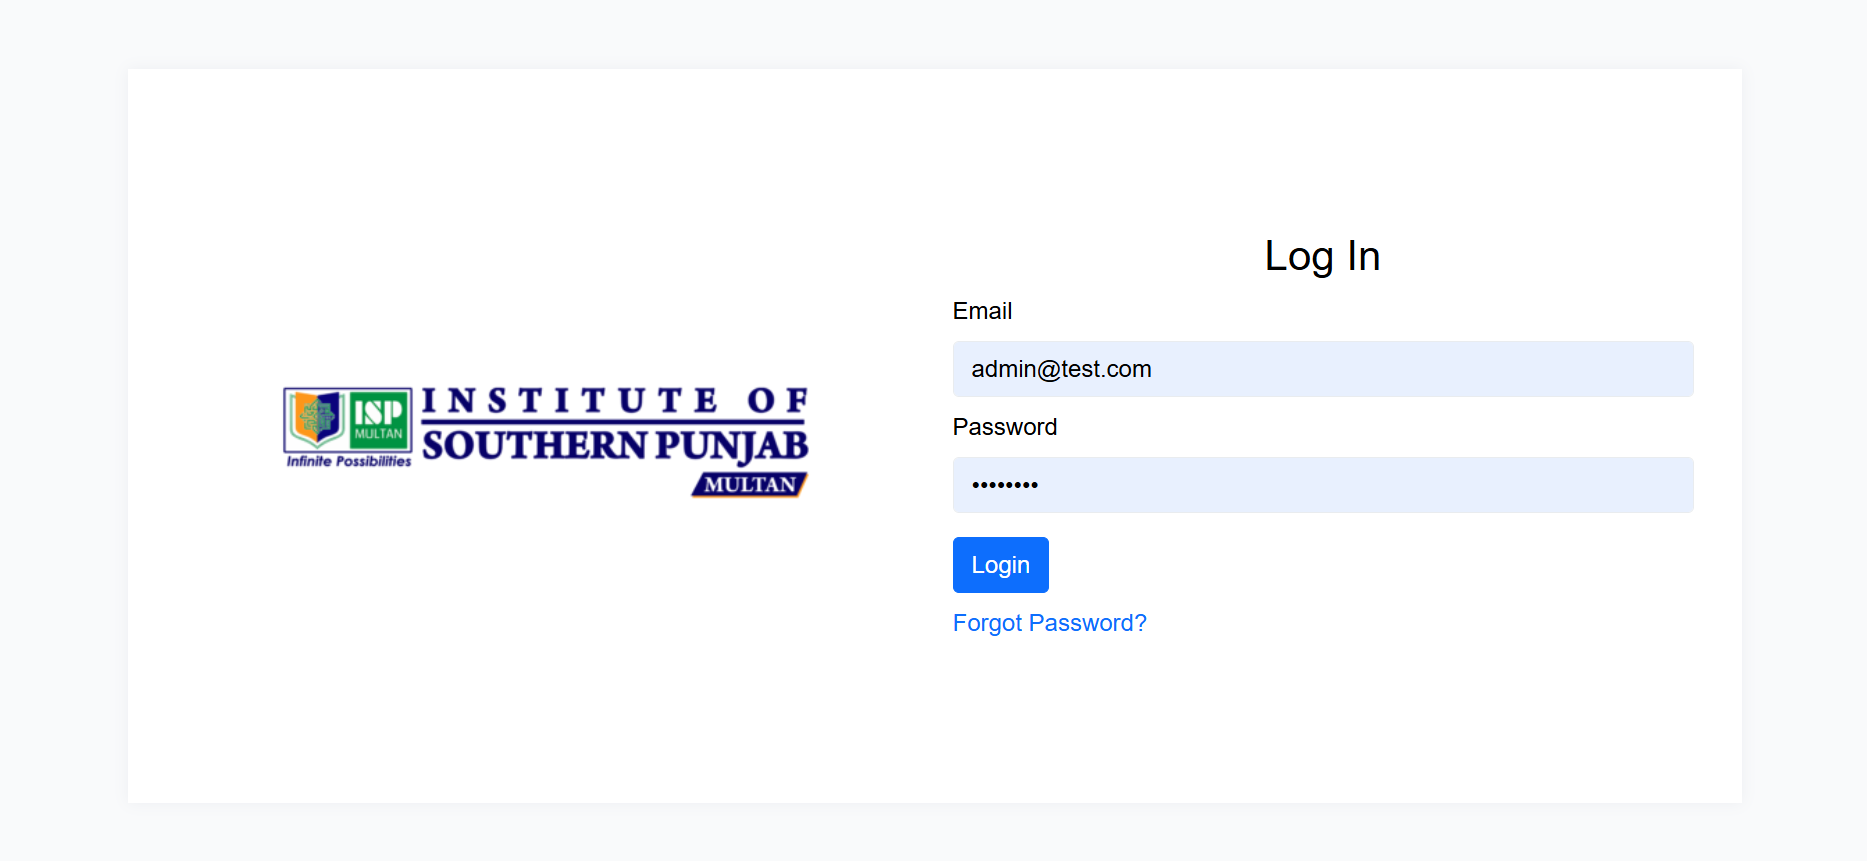 ISP
MULTAN
Infinite Possibilities
INSTITUTE OF
SOUTHERN PUNJAB
MULTAN
Log In
Email
admin@test.com
Password
••••••••
Login
Forgot Password?